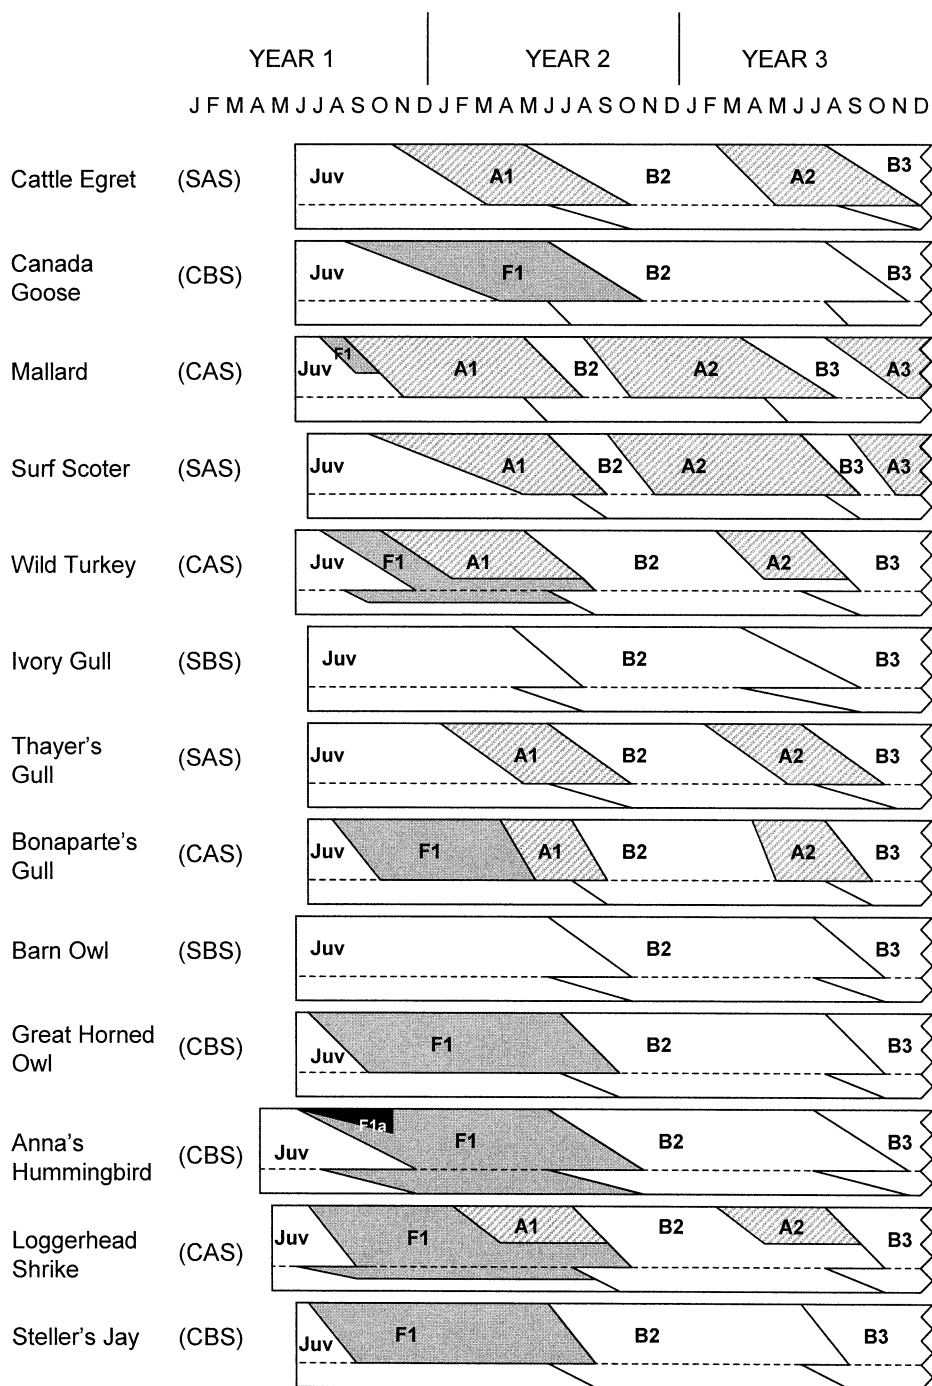 YEAR 1 YEAR 2 YEAR 3
J F M A M J J A S O N D J F M A M J J A S O N D J F M A M J J A S O N D
Cattle Egret (SAS) Juv A1 B2 A2 B3
Canada
Goose (CBS) Juv F1 B2 B3
Mallard (CAS) Juv F1 A1 B2 A2 B3 A3
Surf Scoter (SAS) Juv A1 B2 A2 B3 A3
Wild Turkey (CAS) Juv F1 A1 B2 A2 B3
Ivory Gull (SBS) Juv B2 B3
Thayer's
Gull (SAS) Juv A1 B2 A2 B3
Bonaparte's
Gull (CAS) Juv F1 A1 B2 A2 B3
Barn Owl (SBS) Juv B2 B3
Great Horned
Owl (CBS) Juv F1 B2 B3
Anna's
Hummingbird (CBS) Juv F1a F1 B2 B3
Loggerhead
Shrike (CAS) Juv F1 A1 B2 A2 B3
Steller's Jay (CBS) Juv F1 B2 B3